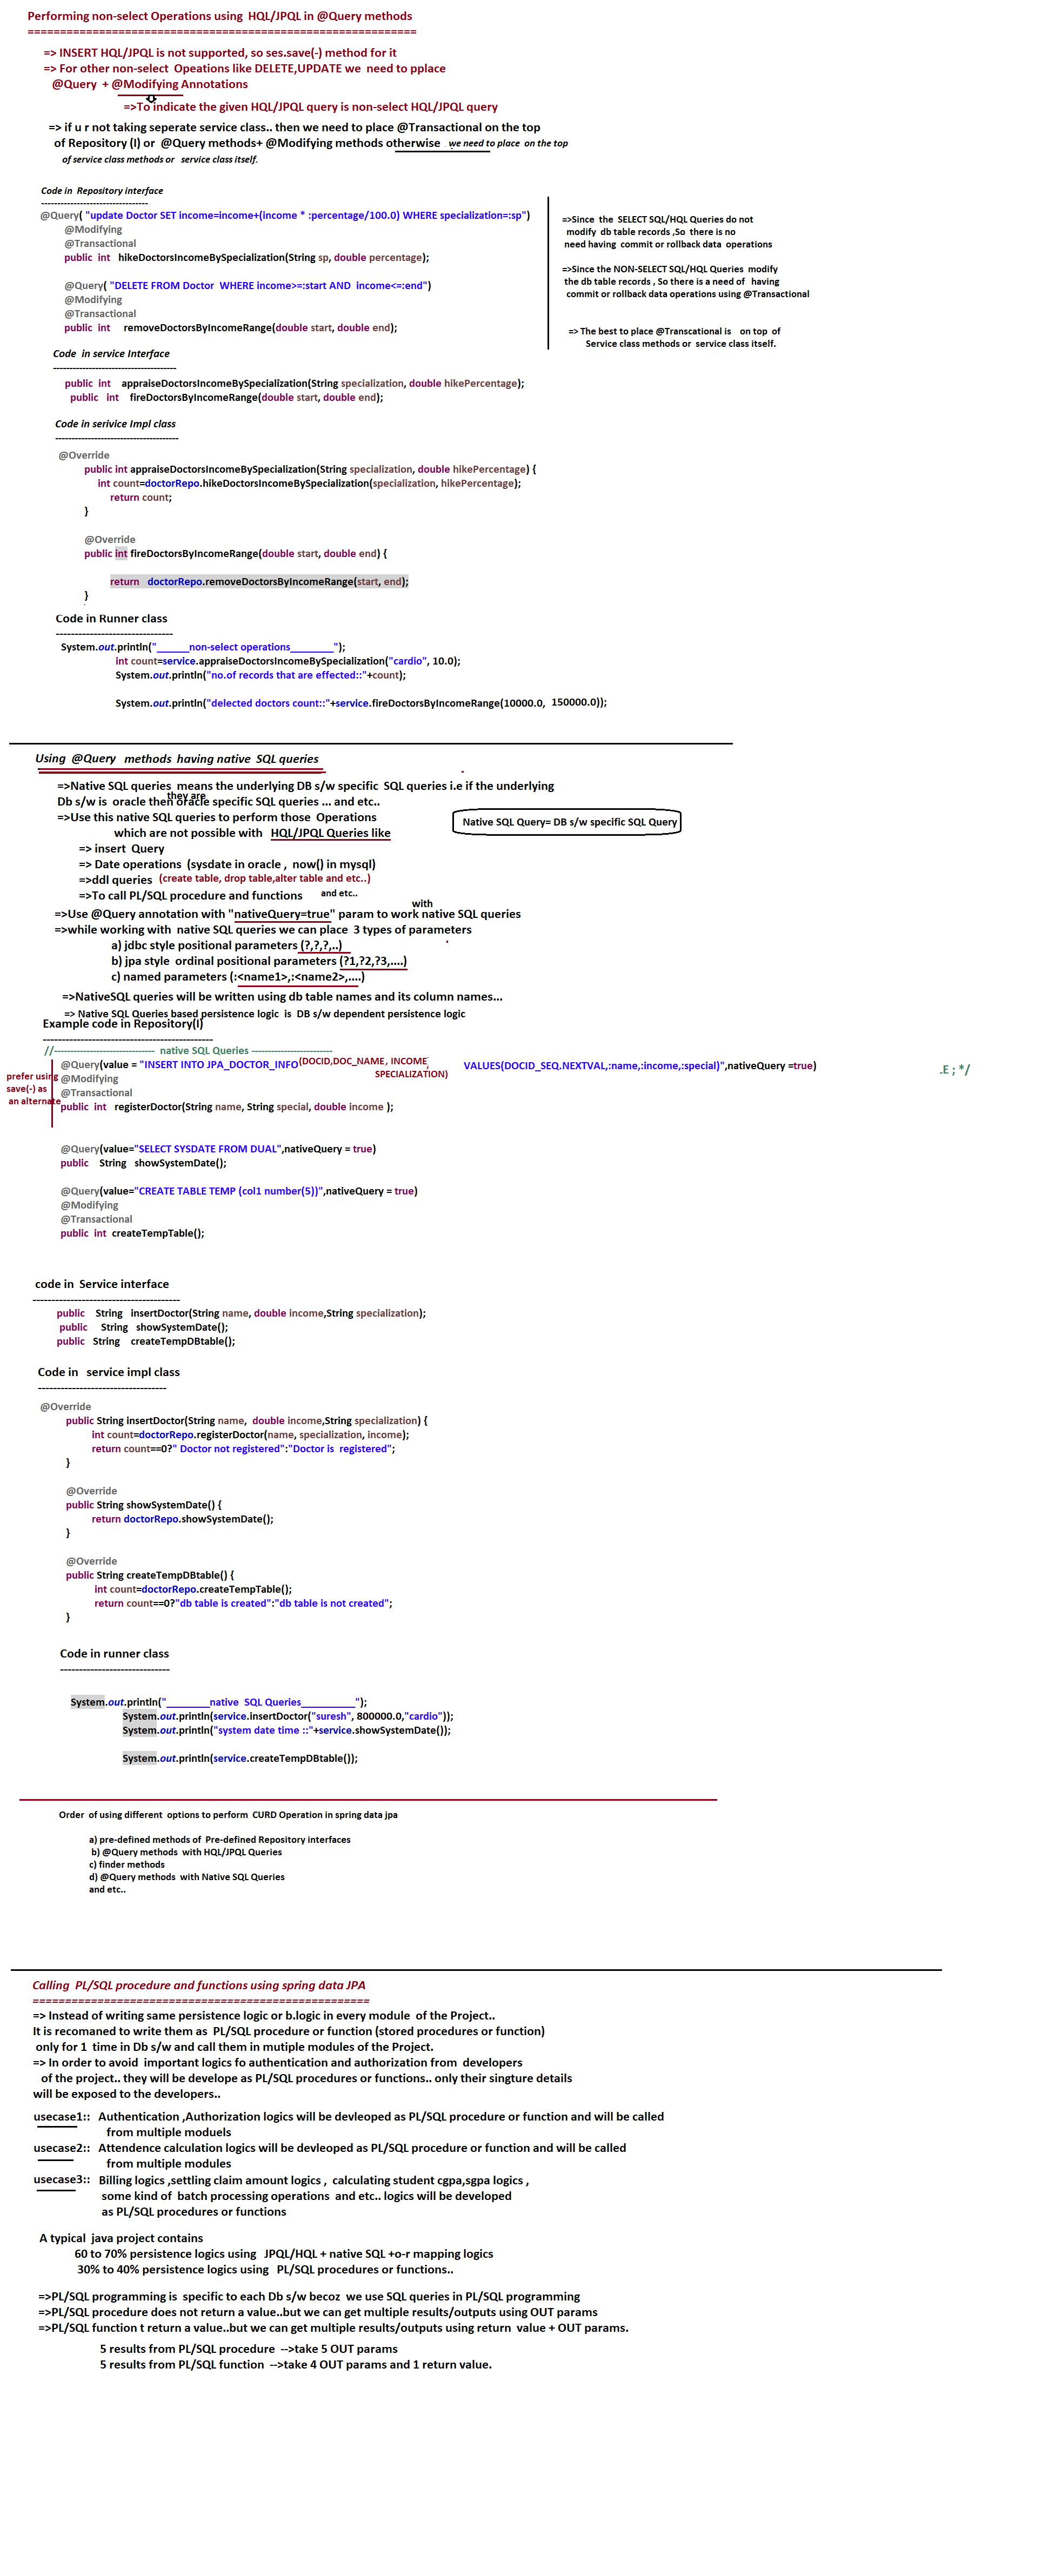 Performing non-select Operations using HQL/JPQL in @Query methods
============================================================
=> INSERT HQL/JPQL is not supported, so ses.save(-) method for it
=> For other non-select Opeations like DELETE,UPDATE we need to pplace
@Query + @Modifying Annotations
=>To indicate the given HQL/JPQL query is non-select HQL/JPQL query
=> if u r not taking seperate service class.. then we need to place @Transactional on the top
of Repository (I) or @Query methods+ @Modifying methods otherwise we need to place on the top
of service class methods or service class itself.
Code in Repository interface
---------------------------------
@Query( "update Doctor SET income=income+(income * :percentage/100.0) WHERE specialization=:sp")
@Modifying
@Transactional
public int hikeDoctorsIncomeBySpecialization(String sp, double percentage);
@Query( "DELETE FROM Doctor WHERE income>=:start AND income<=:end")
@Modifying
@Transactional
public int removeDoctorsByIncomeRange(double start, double end);
=>Since the SELECT SQL/HQL Queries do not
modify db table records ,So there is no
need having commit or rollback data operations
=>Since the NON-SELECT SQL/HQL Queries modify
the db table records , So there is a need of having
commit or rollback data operations using @Transactional
=> The best to place @Transcational is on top of
Service class methods or service class itself.
Code in service Interface
--------------------------------------
public int appraiseDoctorsIncomeBySpecialization(String specialization, double hikePercentage);
public int fireDoctorsByIncomeRange(double start, double end);
Code in serivice Impl class
--------------------------------------
@Override
public int appraiseDoctorsIncomeBySpecialization(String specialization, double hikePercentage) {
int count=doctorRepo.hikeDoctorsIncomeBySpecialization(specialization, hikePercentage);
return count;
}
@Override
public int fireDoctorsByIncomeRange(double start, double end) {
return doctorRepo.removeDoctorsByIncomeRange(start, end);
}
Code in Runner class
-------------------------------
System.out.println("______non-select operations________");
int count=service.appraiseDoctorsIncomeBySpecialization("cardio", 10.0);
System.out.println("no.of records that are effected::"+count);
System.out.println("delected doctors count::"+service.fireDoctorsByIncomeRange(10000.0, 150000.0));
Using @Query methods having native SQL queries
=>Native SQL queries means the underlying DB s/w specific SQL queries i.e if the underlying
they are
Db s/w is oracle then oracle specific SQL queries ... and etc..
=>Use this native SQL queries to perform those Operations
which are not possible with HQL/JPQL Queries like
Native SQL Query= DB s/w specific SQL Query
=> insert Query
=> Date operations (sysdate in oracle , now() in mysql)
=>ddl queries (create table, drop table,alter table and etc..)
=>To call PL/SQL procedure and functions and etc..
with
=>Use @Query annotation with "nativeQuery=true" param to work native SQL queries
=>while working with native SQL queries we can place 3 types of parameters
a) jdbc style positional parameters (?,?,?,..)
b) jpa style ordinal positional parameters (?1,?2,?3,....)
c) named parameters (:<name1>,:<name2>,....)
=>NativeSQL queries will be written using db table names and its column names...
=> Native SQL Queries based persistence logic is DB s/w dependent persistence logic
Example code in Repository(I)
---------------------------------------------
//------------------------------- native SQL Queries -------------------------
@Query(value = "INSERT INTO JPA_DOCTOR_INFO(DOCID,DOC_NAME, INCOME, SPECIALIZATION) VALUES(DOCID_SEQ.NEXTVAL,:name,:income,:special)",nativeQuery =true)
.E ; */
prefer using
save(-) as
an alternate
@Modifying
@Transactional
public int registerDoctor(String name, String special, double income );
@Query(value="SELECT SYSDATE FROM DUAL",nativeQuery = true)
public String showSystemDate();
@Query(value="CREATE TABLE TEMP (col1 number(5))",nativeQuery = true)
@Modifying
@Transactional
public int createTempTable();
code in Service interface
---------------------------------------
public String insertDoctor(String name, double income,String specialization);
public String showSystemDate();
public String createTempDBtable();
Code in service impl class
----------------------------------
@Override
public String insertDoctor(String name, double income,String specialization) {
int count=doctorRepo.registerDoctor(name, specialization, income);
return count==0?" Doctor not registered":"Doctor is registered";
}
@Override
public String showSystemDate() {
return doctorRepo.showSystemDate();
}
@Override
public String createTempDBtable() {
int count=doctorRepo.createTempTable();
return count==0?"db table is created":"db table is not created";
}
Code in runner class
-----------------------------
System.out.println("________native SQL Queries__________");
System.out.println(service.insertDoctor("suresh", 800000.0,"cardio"));
System.out.println("system date time ::"+service.showSystemDate());
System.out.println(service.createTempDBtable());
Order of using different options to perform CURD Operation in spring data jpa
a) pre-defined methods of Pre-defined Repository interfaces
b) @Query methods with HQL/JPQL Queries
c) finder methods
d) @Query methods with Native SQL Queries
and etc..
Calling PL/SQL procedure and functions using spring data JPA
====================================================
=> Instead of writing same persistence logic or b.logic in every module of the Project..
It is recomaned to write them as PL/SQL procedure or function (stored procedures or function)
only for 1 time in Db s/w and call them in mutiple modules of the Project.
=> In order to avoid important logics fo authentication and authorization from developers
of the project.. they will be develope as PL/SQL procedures or functions.. only their singture details
will be exposed to the developers..
usecase1:: Authentication ,Authorization logics will be devleoped as PL/SQL procedure or function and will be called
from multiple moduels
usecase2:: Attendence calculation logics will be devleoped as PL/SQL procedure or function and will be called
from multiple modules
usecase3:: Billing logics ,settling claim amount logics , calculating student cgpa,sgpa logics ,
some kind of batch processing operations and etc.. logics will be developed
as PL/SQL procedures or functions
A typical java project contains
60 to 70% persistence logics using JPQL/HQL + native SQL +o-r mapping logics
30% to 40% persistence logics using PL/SQL procedures or functions..
=>PL/SQL programming is specific to each Db s/w becoz we use SQL queries in PL/SQL programming
=>PL/SQL procedure does not return a value..but we can get multiple results/outputs using OUT params
=>PL/SQL function t return a value..but we can get multiple results/outputs using return value + OUT params.
5 results from PL/SQL procedure -->take 5 OUT params
5 results from PL/SQL function -->take 4 OUT params and 1 return value.